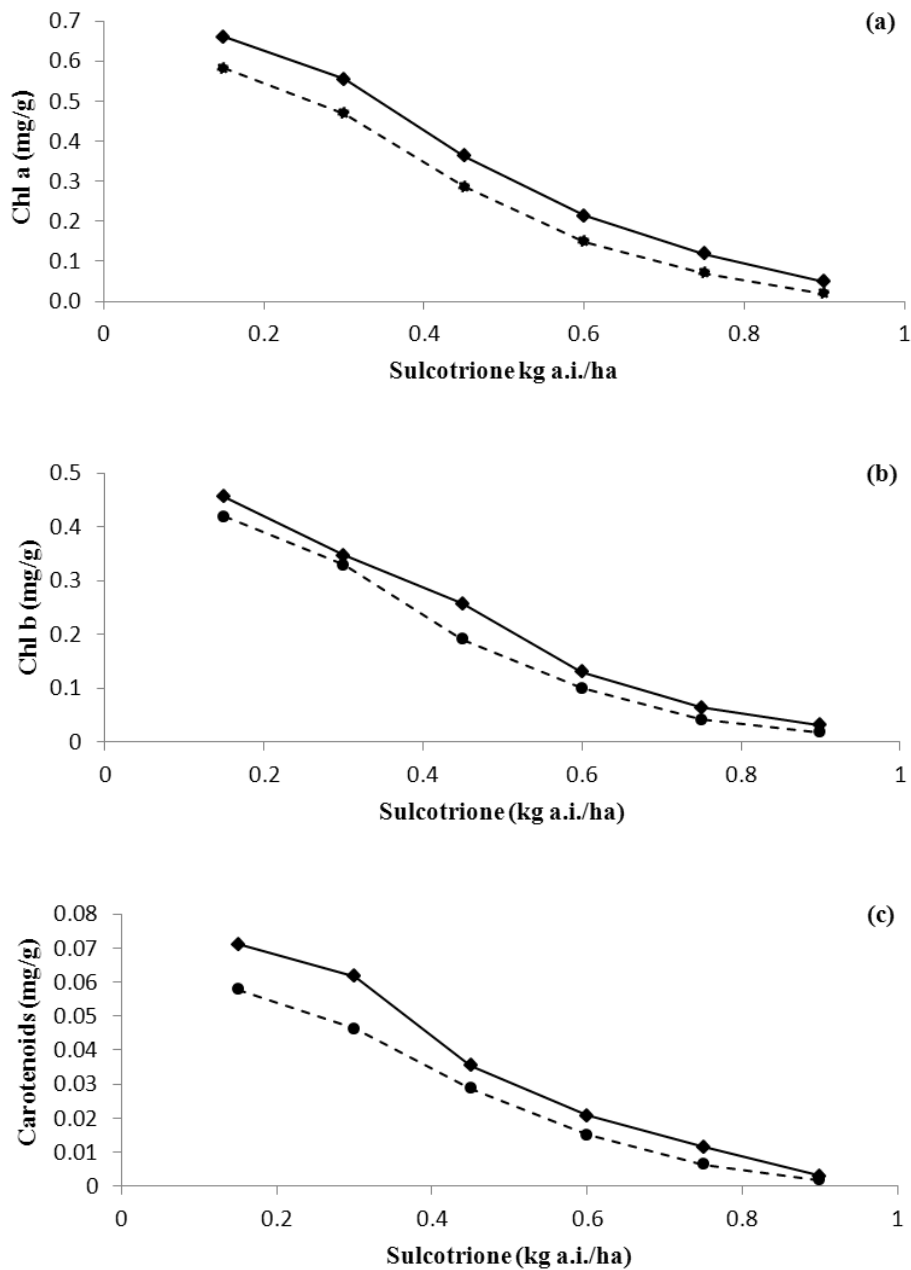 (a)
Chl a (mg/g)
0.7
0.6
0.5
0.4
0.3
0.2
0.1
0.0
0 0.2 0.4 0.6 0.8 1
Sulcotrione kg a.i./ha
(b)
Chl b (mg/g)
0.5
0.4
0.3
0.2
0.1
0
0 0.2 0.4 0.6 0.8 1
Sulcotrione (kg a.i./ha)
(c)
Carotenoids (mg/g)
0.08
0.07
0.06
0.05
0.04
0.03
0.02
0.01
0
0 0.2 0.4 0.6 0.8 1
Sulcotrione (kg a.i./ha)